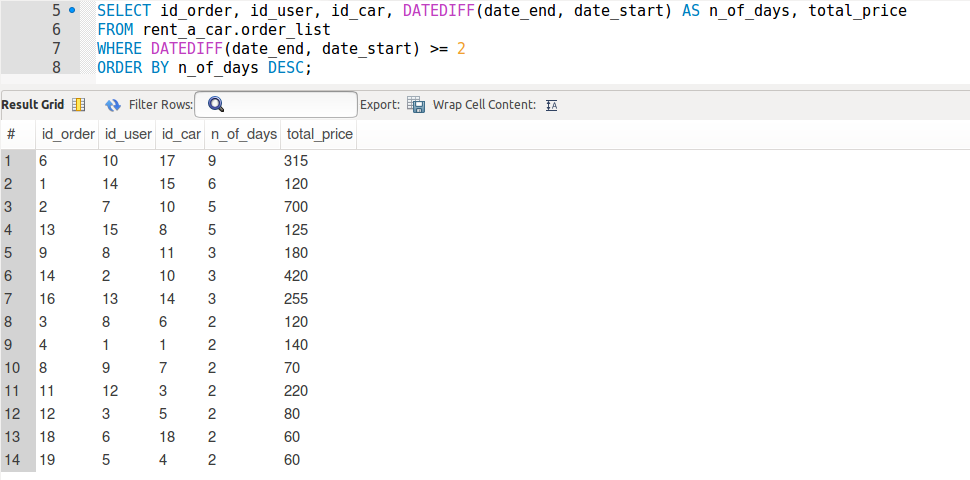 5 SELECT id_order, id_user, id_car, DATEDIFF(date_end, date_start) AS n_of_days, total_price
6 FROM rent_a_car.order_list
7 WHERE DATEDIFF(date_end, date_start) >= 2
8 ORDER BY n_of_days DESC;
Result Grid Filter Rows: Export: Wrap Cell Content: IA
# id_order id_user id_car n_of_days total_price
1 6 10 17 9 315
2 1 14 15 6 120
3 2 7 10 5 700
4 13 15 8 5 125
5 9 8 11 3 180
6 14 2 10 3 420
7 16 13 14 3 255
8 3 8 6 2 120
9 4 1 1 2 140
10 8 9 7 2 70
11 11 12 3 2 220
12 12 3 5 2 80
13 18 6 18 2 60
14 19 5 4 2 60